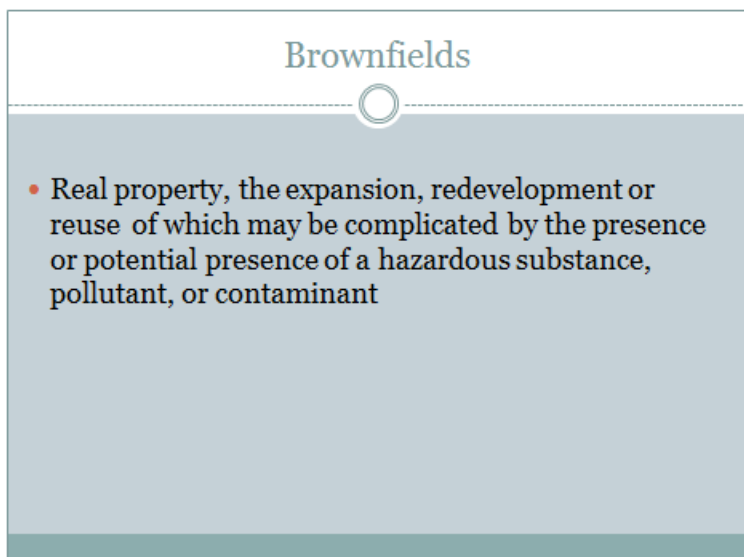 Brownfields
• Real property, the expansion, redevelopment or
reuse of which may be complicated by the presence
or potential presence of a hazardous substance,
pollutant, or contaminant